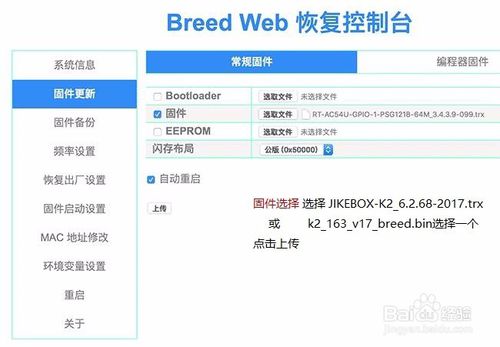 Breed Web 恢复控制台
系统信息
固件更新
固件备份
频率设置
恢复出厂设置
固件启动设置
MAC 地址修改
环境变量设置
重启
关于
常规固件
编程器固件
Bootloader 选取文件 未选择文件
固件 选取文件 RT-AC54U-GPIO-1-PSG1218-64M_3.4.3.9-099.trx
EEPROM 选取文件 未选择文件
闪存布局 公版 (0x50000)
自动重启
上传
固件选择 选择 JIKEBOX-K2_6.2.68-2017.trx
或 k2_163_v17_breed.bin选择一个
点击上传
Baidu 经验
jingyan.baidu.com